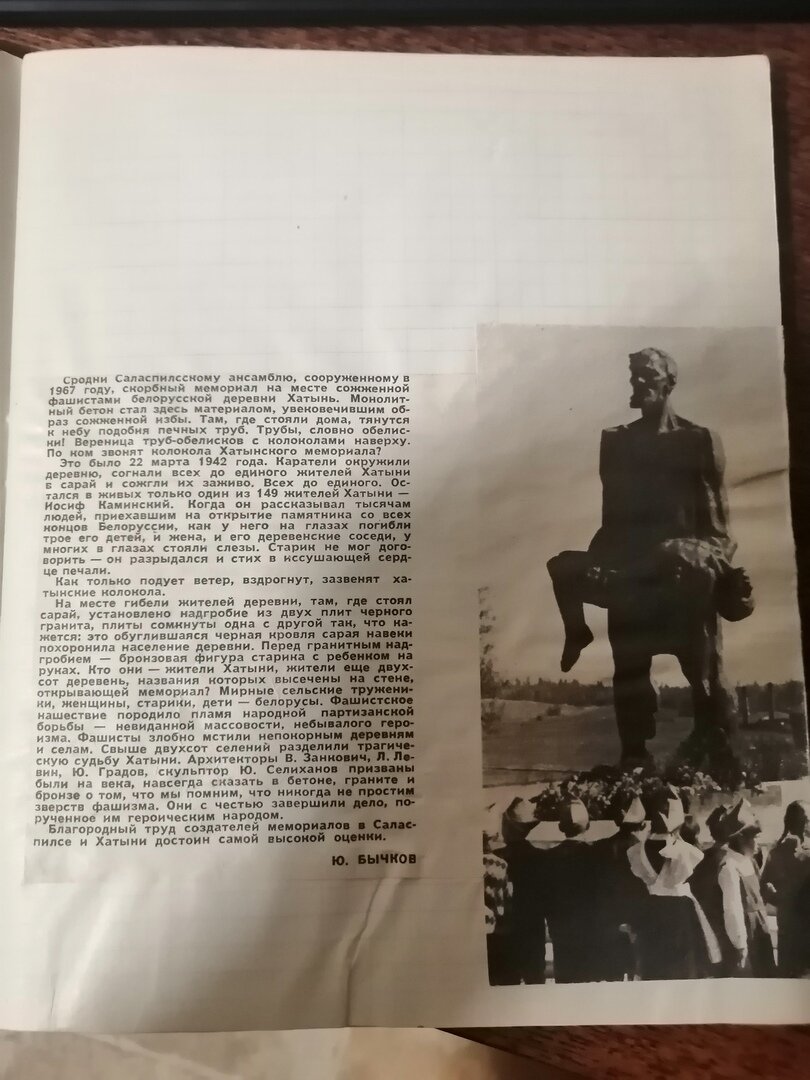 Сродни Саласпилсскому ансамблю, сооруженному в
1967 году, скорбный мемориал на месте сожженной
фашистами белорусской деревни Хатынь. Монолит-
ный бетон стал здесь материалом, увековечившим об-
раз сожженной избы. Там, где стояли дома, тянутся
к небу подобия печных труб. Трубы, словно обелис-
ки! Вереница труб-обелисков с колоколами наверху.
По ком звонят колокола Хатынского мемориала?
Это было 22 марта 1942 года. Каратели окружили
деревню, согнали всех до единого жителей Хатыни
в сарай и сожгли их заживо. Всех до единого. Ос-
тался в живых только один из 149 жителей Хатыни —
Иосиф Каминский. Когда он рассказывал тысячам
людей, приехавшим на открытие памятника со всех
концов Белоруссии, как у него на глазах погибли
трое его детей, и жена, и его деревенские соседи, у
многих в глазах стояли слезы. Старик не мог дого-
ворить — он разрыдался и стих в иссушающей серд-
це печали.
Как только подует ветер, вздрогнут, зазвенят ха-
тынские колокола.
На месте гибели жителей деревни, там, где стоял
сарай, установлено надгробие из двух плит черного
гранита, плиты сомкнуты одна с другой так, что ка-
жется: это обуглившаяся черная кровля сарая навеки
похоронила население деревни. Перед гранитным над-
гробием — бронзовая фигура старика с ребенком на
руках. Кто они — жители Хатыни, жители еще двух-
сот деревень, названия которых высечены на стене,
открывающей мемориал? Мирные сельские тружени-
ки, женщины, старики, дети — белорусы. Фашистское
нашествие породило пламя народной партизанской
борьбы — невиданной массовости, небывалого геро-
изма. Фашисты злобно мстили непокорным деревням
и селам. Свыше двухсот селений разделили трагиче-
скую судьбу Хатыни. Архитекторы В. Занкович, Л. Ле-
вин, Ю. Градов, скульптор Ю. Селиханов призваны
были на века, навсегда сказать в бетоне, граните и
бронзе о том, что мы помним, что никогда не простим
зверств фашизма. Они с честью завершили дело, по-
рученное им героическим народом.
Благородный труд создателей мемориалов в Салас-
пилсе и Хатыни достоин самой высокой оценки.
Ю. БЫЧКОВ